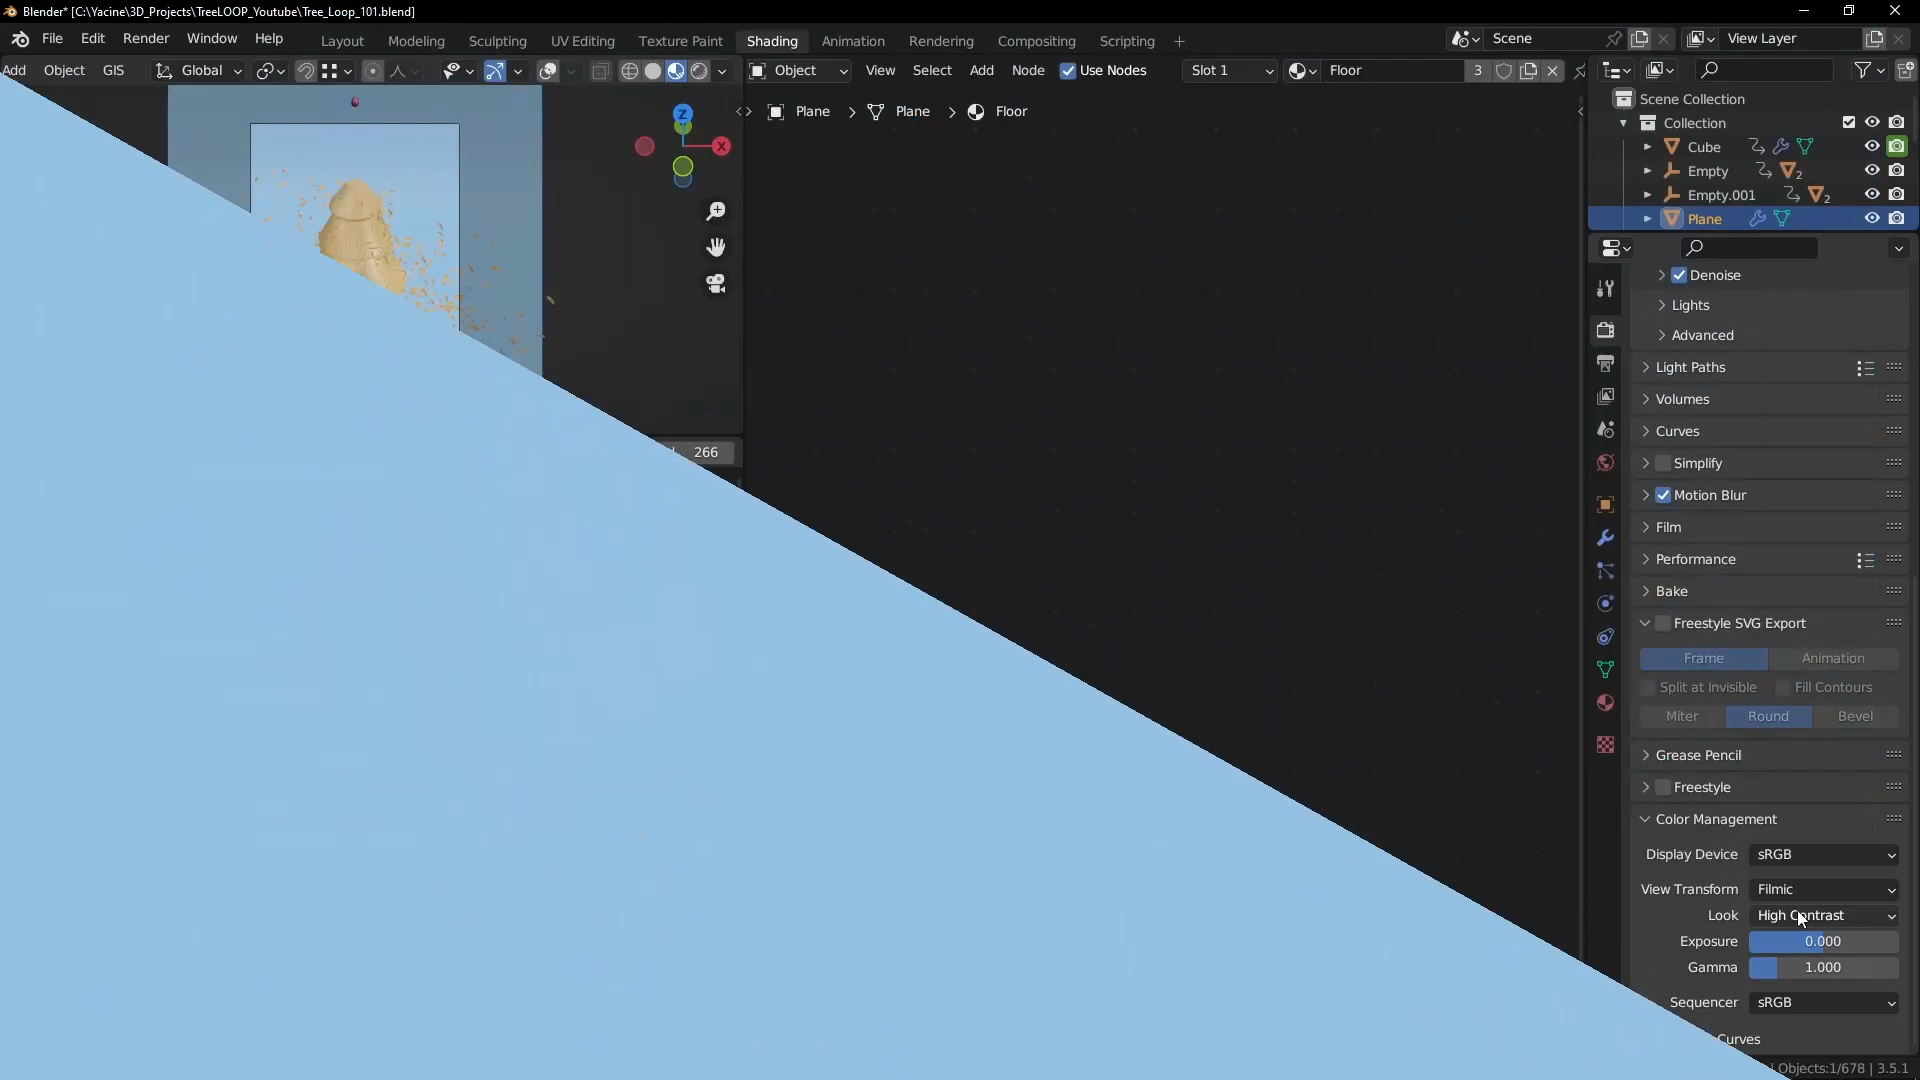 Blender* [C:\Yacine\3D_Projects\TreeLOOP_Youtube\Tree_Loop_101.blend]
File Edit Render Window Help Layout Modeling Sculpting UV Editing Texture Paint Shading Animation Rendering Compositing Scripting + Scene View Layer
Add Object GIS Global Object View Select Add Node Use Nodes Slot 1 Floor 3
Plane > Plane > Floor
Scene Collection
Collection
Cube
Empty 2
Empty.001 2
Plane
Z
X
Denoise
Lights
Advanced
Light Paths
Volumes
Curves
266
Simplify
Motion Blur
Film
Performance
Bake
Freestyle SVG Export
Frame Animation
Split at Invisible Fill Contours
Miter Round Bevel
Grease Pencil
Freestyle
Color Management
Display Device sRGB
View Transform Filmic
Look High Contrast
Exposure 0.000
Gamma 1.000
Sequencer sRGB
Curves
Objects:1/678 | 3.5.1